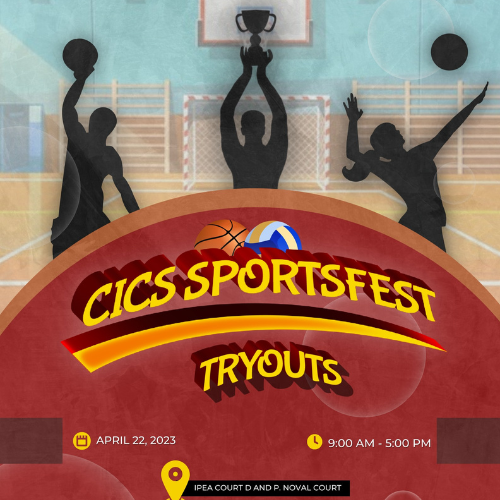 CICS SPORTSFEST
TRYOUTS
APRIL 22, 2023
9:00 AM - 5:00 PM
IPEA COURT D AND P. NOVAL COURT